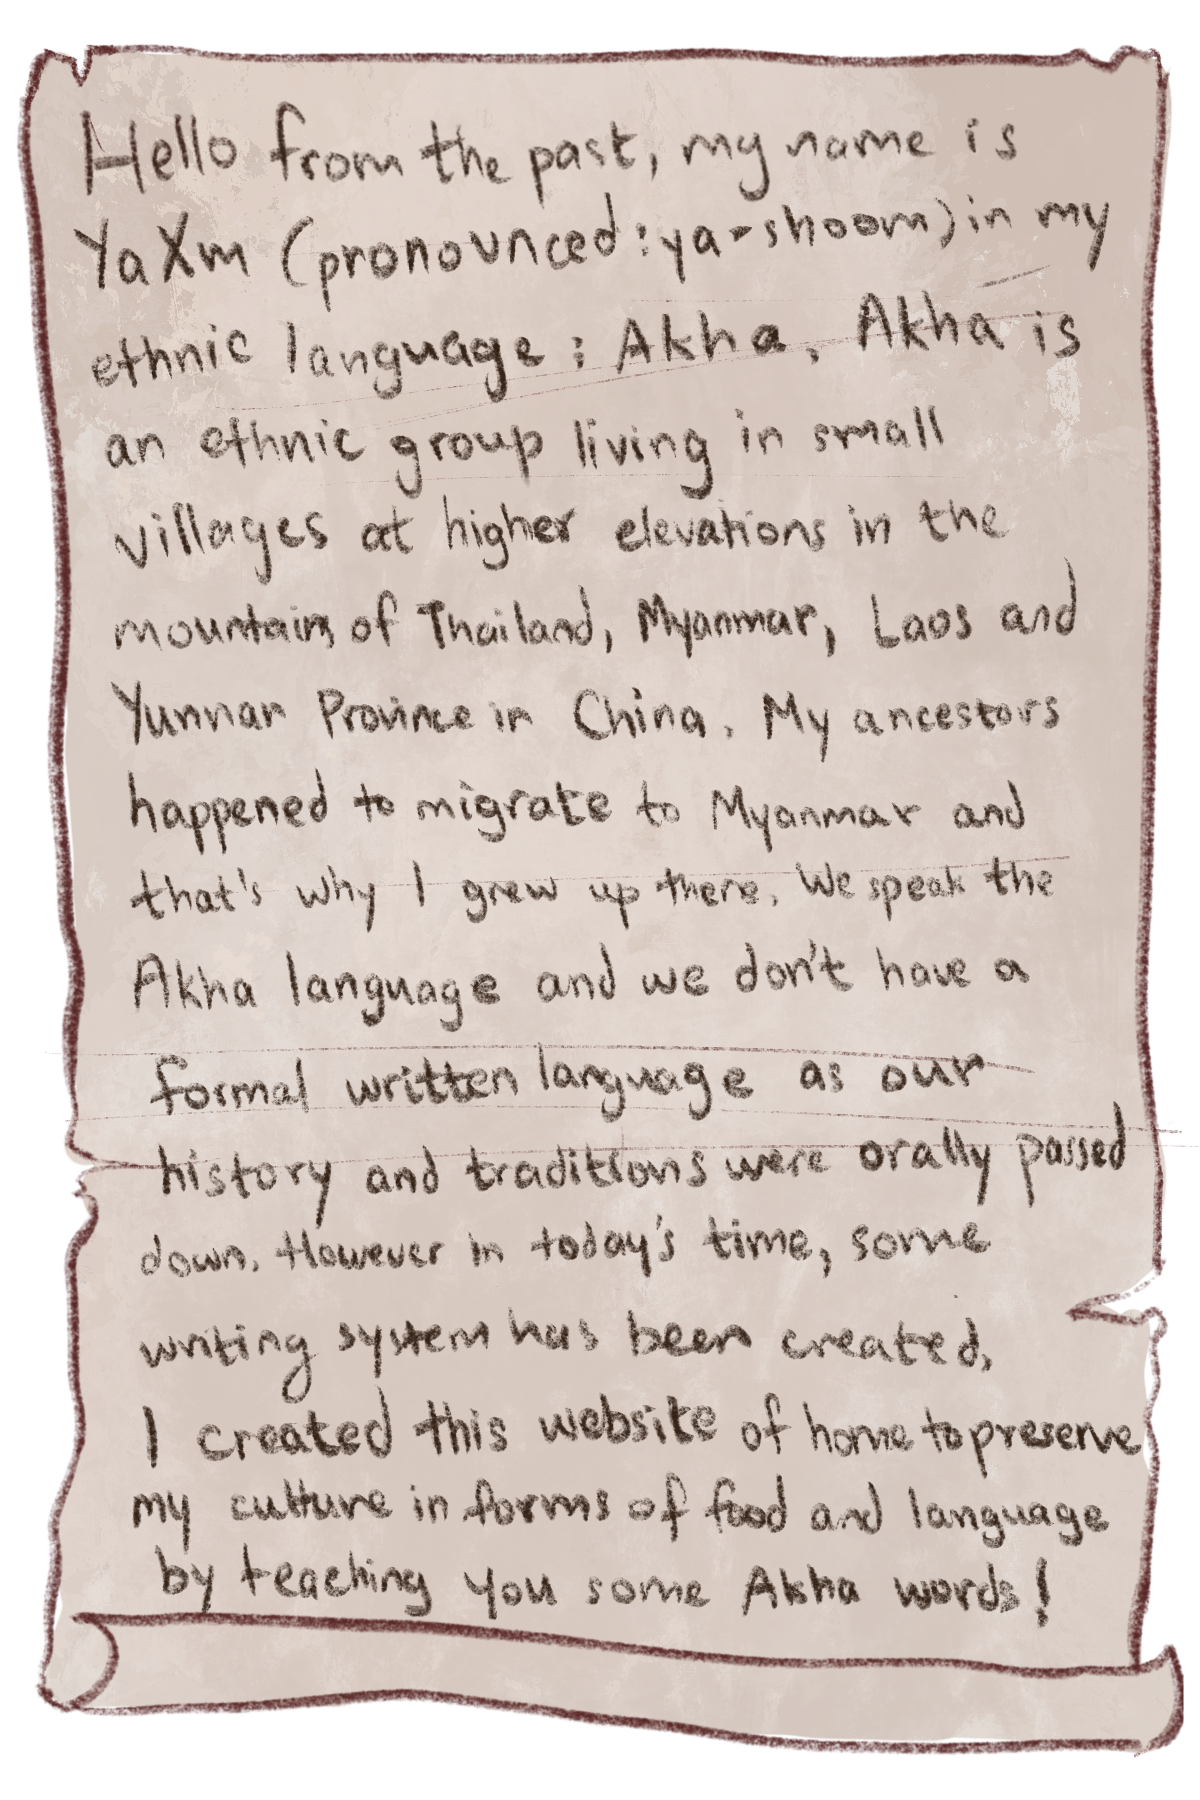 Hello from the past, my name is
YaXm (pronounced: ya-shoom) in my
ethnic language : Akha. Akha is
an ethnic group living in small
villages at higher elevations in the
mountains of Thailand, Myanmar, Laos and
Yunnan Province in China. My ancestors
happened to migrate to Myanmar and
that's why I grew up there. We speak the
Akha language and we don't have a
formal written language as our
history and traditions were orally passed
down. However in today's time, some
writing system has been created.
I created this website of home to preserve
my culture in forms of food and language
by teaching you some Akha words!